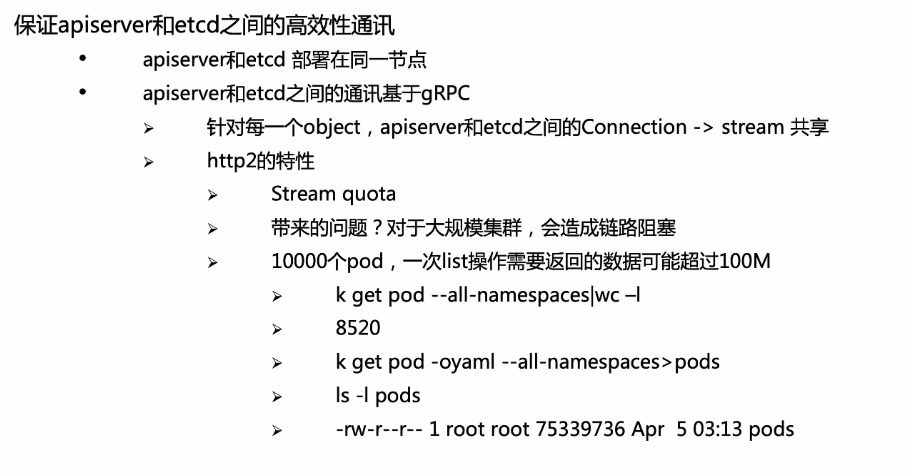 保证apiserver和etcd之间的高效性通讯
• apiserver和etcd 部署在同一节点
• apiserver和etcd之间的通讯基于gRPC
➢ 针对每一个object，apiserver和etcd之间的Connection -> stream 共享
➢ http2的特性
➢ Stream quota
➢ 带来的问题？对于大规模集群，会造成链路阻塞
➢ 10000个pod，一次list操作需要返回的数据可能超过100M
➢ k get pod --all-namespaces|wc –l
➢ 8520
➢ k get pod -oyaml --all-namespaces>pods
➢ ls -l pods
➢ -rw-r--r-- 1 root root 75339736 Apr  5 03:13 pods